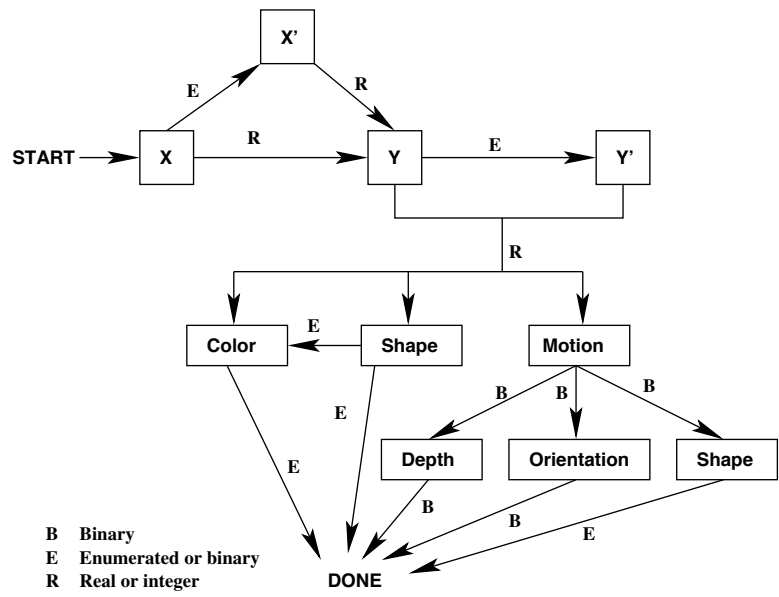 X'
E
R
START
X
R
Y
E
Y'
R
Color
E
Shape
Motion
B
B
B
E
Depth
Orientation
Shape
E
B
B
E
B Binary
E Enumerated or binary
R Real or integer
DONE